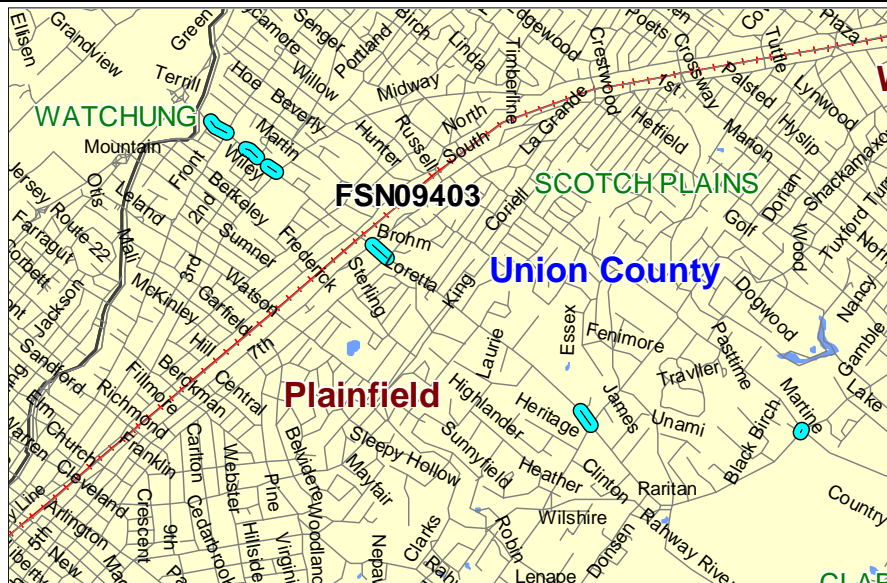 Ellisen
Grandview
Green
Sycamore
Senger
Birch
Linda
Edgewood
Poets
Plaza
Tuttle
Terrill
Hoe
Willow
Portland
Midway
Timberline
Crestwood
Crossway
Palsted
Lynwood
WATCHUNG
Beverly
North
La Grande
1st
Hyslip
Mountain
Martin
Hunter
Russell
South
Hetfield
Marion
Shackamaxon
Front
Wiley
FSN09403
SCOTCH PLAINS
Dorian
Jersey
Otis
Leland
Berkeley
2nd
Coriell
Golf
Wood
Tuxford
Route 22
Farragut
Mali
Sumner
Frederick
Brohm
Corbett
3rd
Watson
Sterling
Loretta
King
Union County
Dogwood
Nancy
Jackson
McKinley
Garfield
Essex
Fenimore
Pasttime
Hill
7th
Laurie
Gamble
Sandford
Berckman
Central
Plainfield
Travller
Martine
Lake
Elm
Fillmore
Richmond
Highlander
Heritage
James
Unami
Black Birch
Warren
Church
Franklin
Carlton
Belvidere
Sleepy Hollow
Sunnyfield
Cleveland
Webster
Pine
Mayfair
Heather
Clinton
Raritan
Country
Line
Arlington
Crescent
9th
Cedarbrook
Woodland
Wilshire
5th
New
Hillside
Virginia
Clarks
Robin
Donsen
Rahway River
Liberty
Lenape